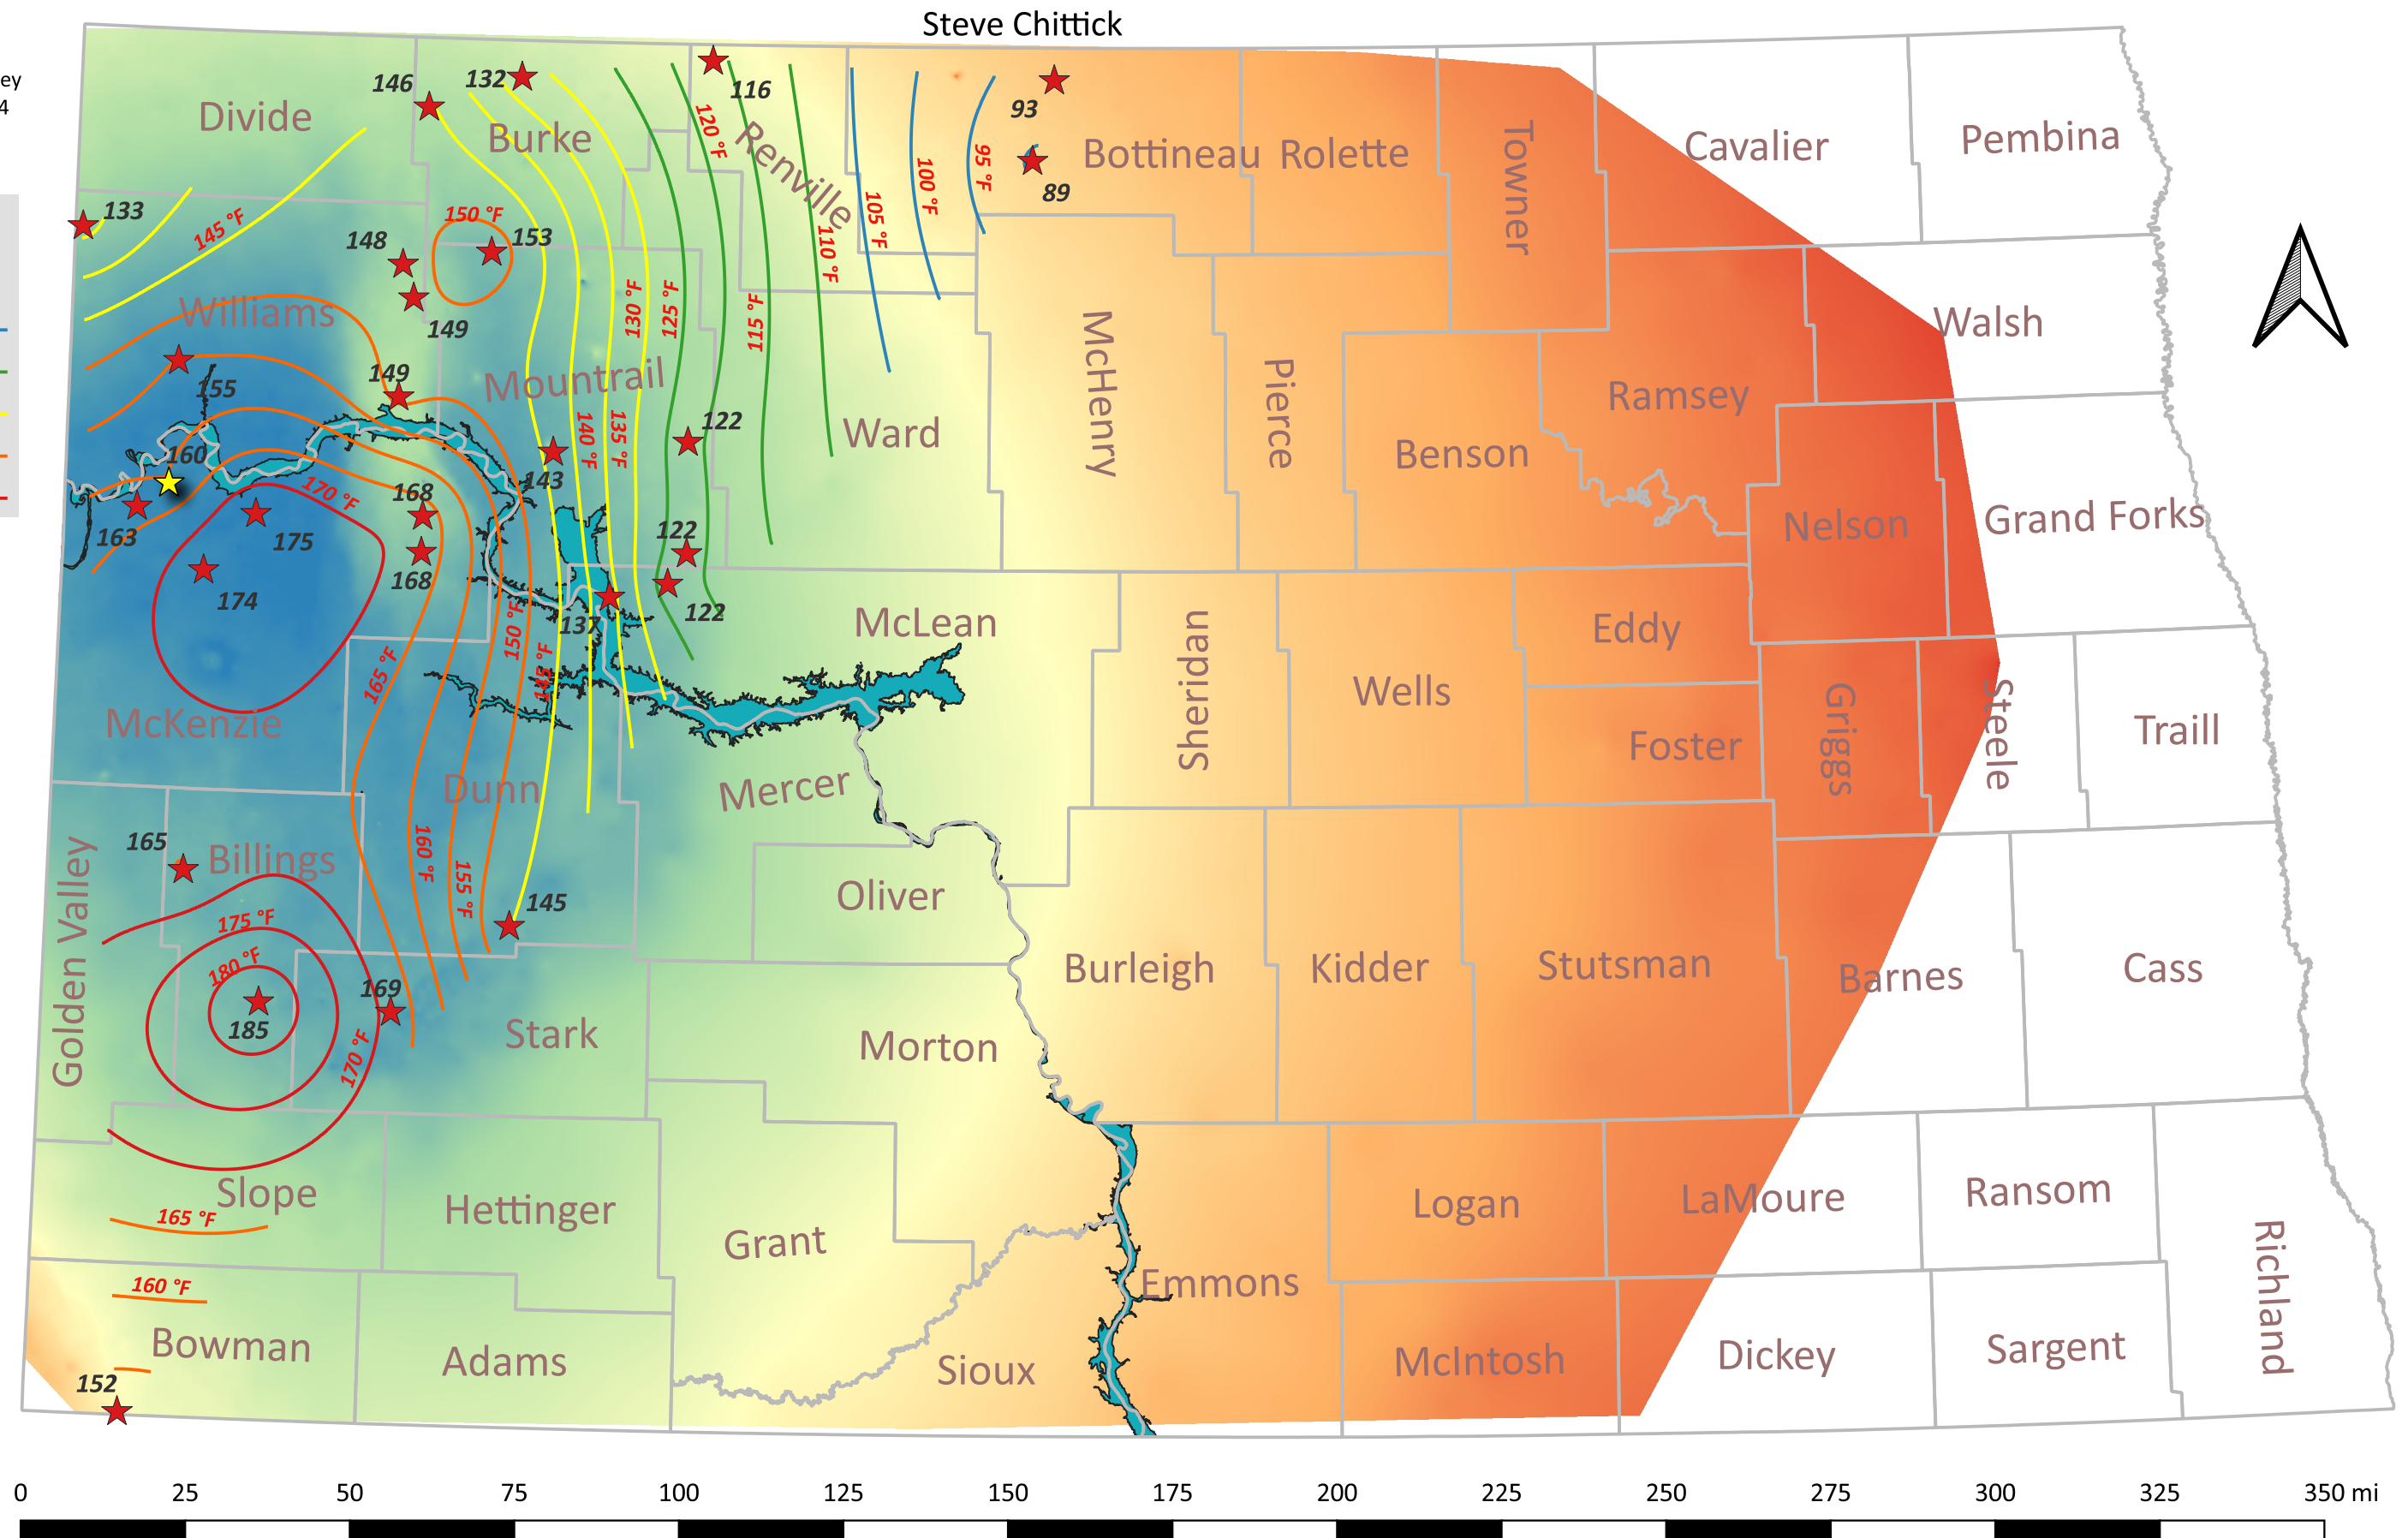 Steve Chittick
ey
4
116
132
146
93
Divide
Burke
120 °F
Renville
Bottineau
Rolette
Towner
Cavalier
Pembina
95 °F
100 °F
105 °F
110 °F
89
133
145 °F
150 °F
153
148
149
Williams
130 °F
125 °F
115 °F
McHenry
Pierce
Walsh
Ramsey
155
149
Mountrail
122
Ward
140 °F
135 °F
Benson
160
143
168
170 °F
163
175
122
Nelson
Grand Forks
174
168
137
122
McLean
Sheridan
Eddy
150 °F
145 °F
165 °F
Wells
McKenzie
Dunn
Mercer
Foster
Griggs
Steele
Traill
165
Billings
160 °F
155 °F
Golden Valley
145
Oliver
175 °F
180 °F
185
169
170 °F
Stark
Morton
Burleigh
Kidder
Stutsman
Barnes
Cass
Slope
165 °F
Hettinger
Grant
Emmons
Logan
LaMoure
Ransom
Richland
160 °F
Bowman
Adams
Sioux
McIntosh
Dickey
Sargent
152
0 25 50 75 100 125 150 175 200 225 250 275 300 325 350 mi